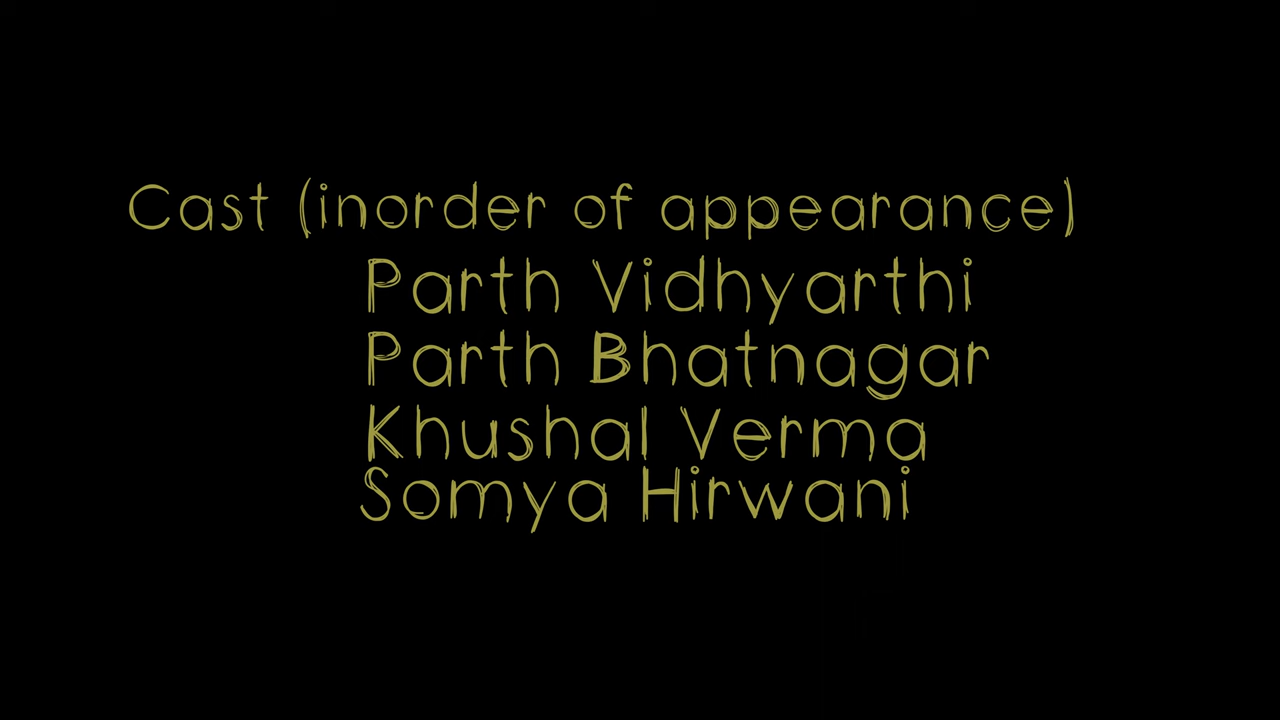 Cast (inorder of appearance)
Parth Vidhyarthi
Parth Bhatnagar
Khushal Verma
Somya Hirwani